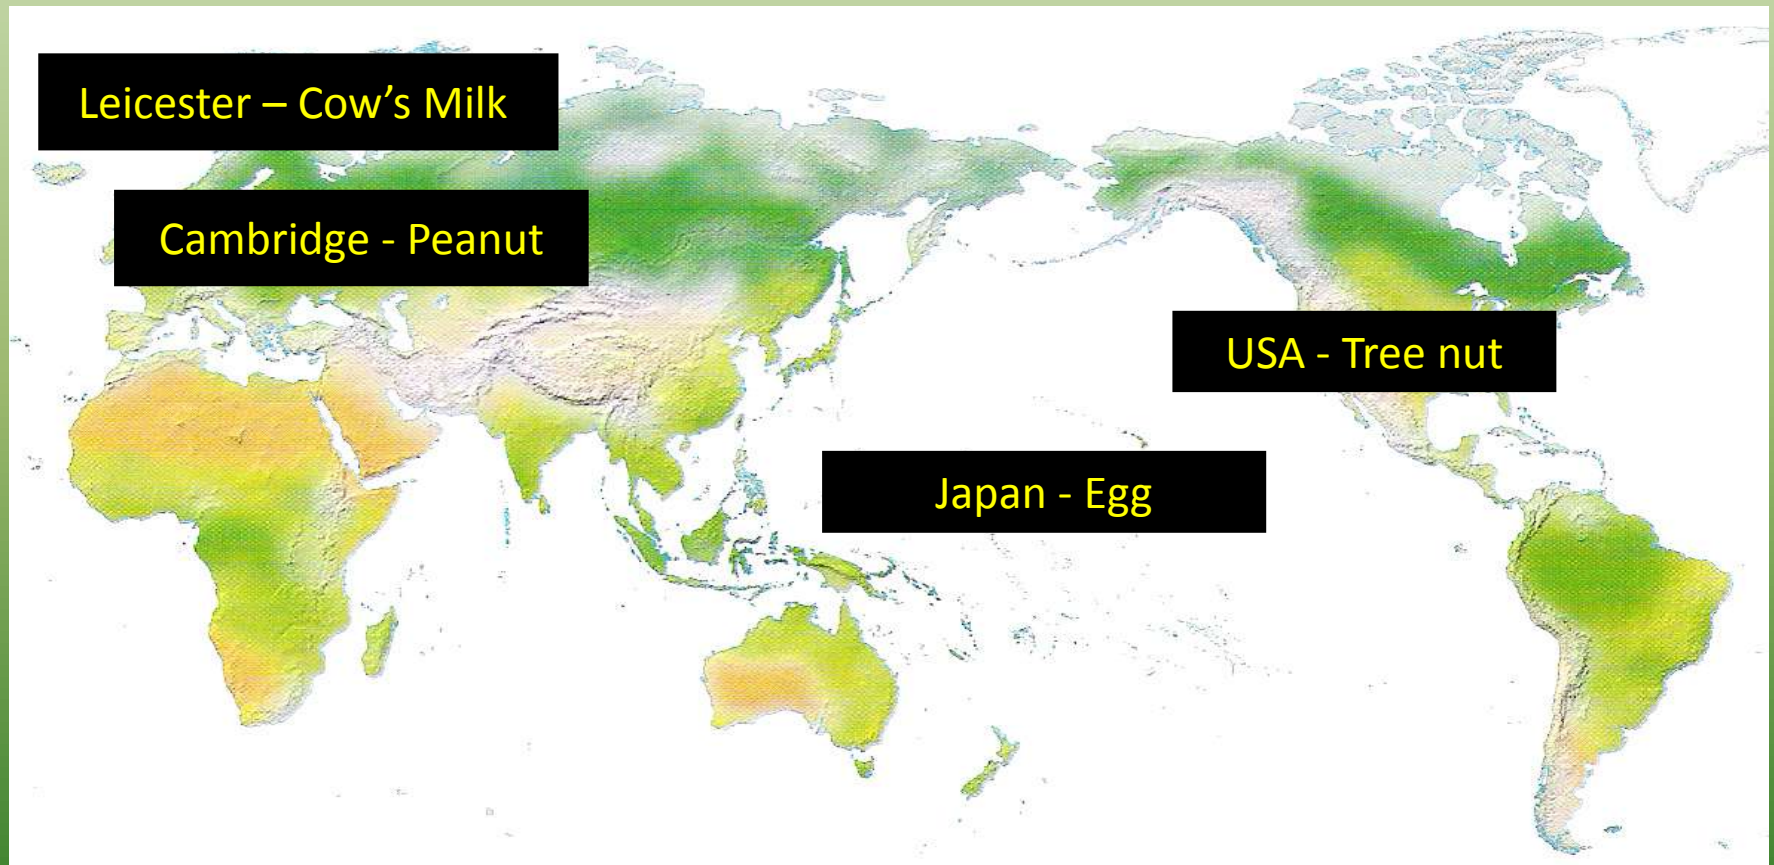 Leicester – Cow’s Milk
Cambridge - Peanut
USA - Tree nut
Japan - Egg